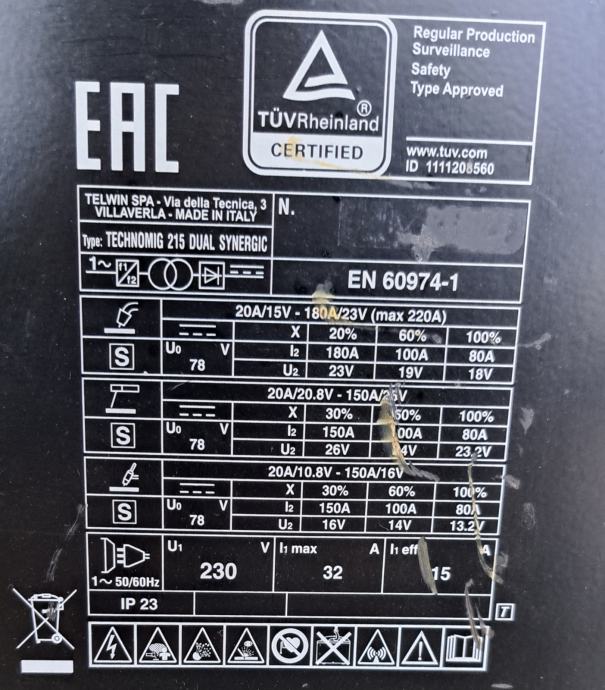 EAC
TÜVRheinland®
CERTIFIED
Regular Production
Surveillance
Safety
Type Approved
www.tuv.com
ID 1111208560
TELWIN SPA - Via della Tecnica, 3
VILLAVERLA - MADE IN ITALY
N.
Type: TECHNOMIG 215 DUAL SYNERGIC
1~ f1 f2
EN 60974-1
20A/15V - 180A/23V (max 220A)
X 20% 60% 100%
S U0 V I2 180A 100A 80A
78 U2 23V 19V 18V
20A/20.8V - 150A/
X 30% 60% 100%
S U0 V I2 150A 80A
78 U2 26V 23.2V
20A/10.8V - 150A/16V
X 30% 60% 100%
S U0 V I2 150A 100A 80A
78 U2 16V 14V 13.2V
U1 V I1 max A I1 eff A
230 32 15
1~ 50/60Hz
IP 23
T